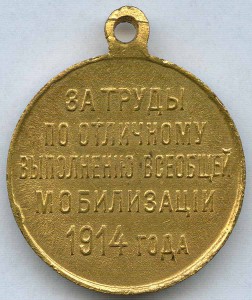 ЗА ТРУДЫ
ПО ОТЛИЧНОМУ
ВЫПОЛНЕНІЮ ВСЕОБЩЕЙ
МОБИЛИЗАЦІИ
1914 ГОДА